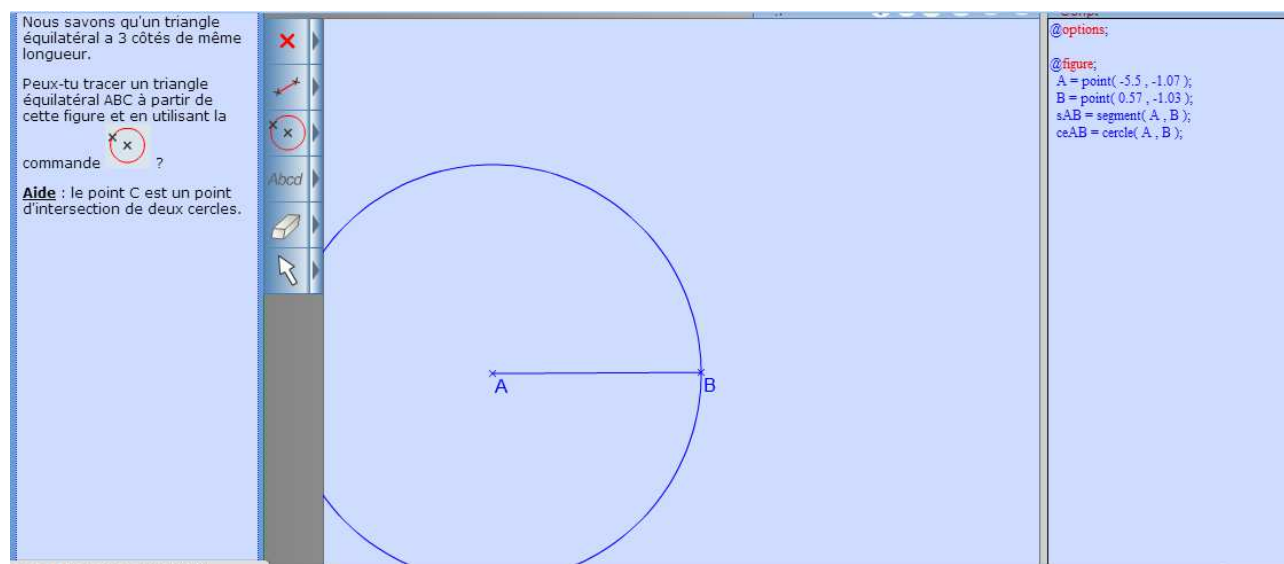 Nous savons qu'un triangle
équilatéral a 3 côtés de même
longueur.
Peux-tu tracer un triangle
équilatéral ABC à partir de
cette figure et en utilisant la
commande ?
Aide : le point C est un point
d'intersection de deux cercles.
Abcd
A
B
@options;
@figure;
A = point( -5.5 , -1.07 );
B = point( 0.57 , -1.03 );
sAB = segment( A , B );
ceAB = cercle( A , B );